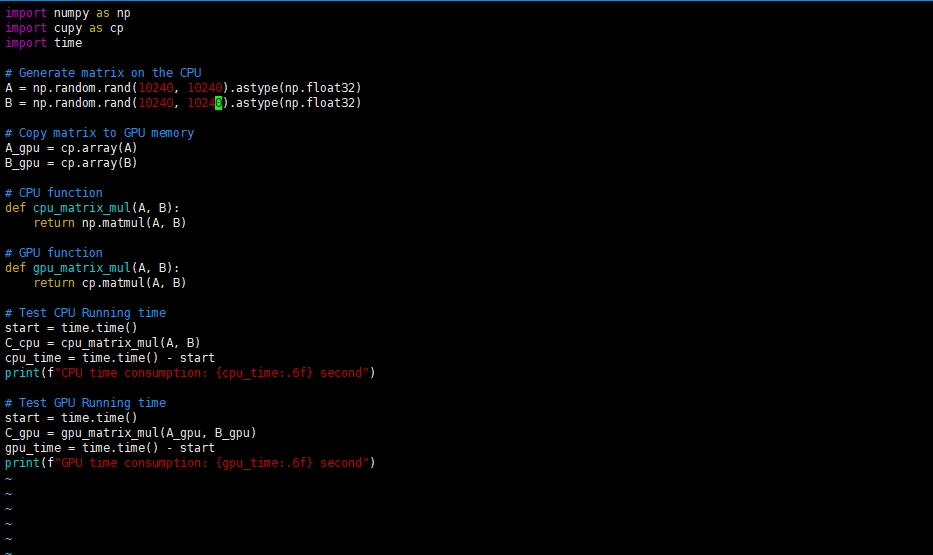 import numpy as np
import cupy as cp
import time

# Generate matrix on the CPU
A = np.random.rand(10240, 10240).astype(np.float32)
B = np.random.rand(10240, 10240).astype(np.float32)

# Copy matrix to GPU memory
A_gpu = cp.array(A)
B_gpu = cp.array(B)

# CPU function
def cpu_matrix_mul(A, B):
    return np.matmul(A, B)

# GPU function
def gpu_matrix_mul(A, B):
    return cp.matmul(A, B)

# Test CPU Running time
start = time.time()
C_cpu = cpu_matrix_mul(A, B)
cpu_time = time.time() - start
print(f"CPU time consumption: {cpu_time:.6f} second")

# Test GPU Running time
start = time.time()
C_gpu = gpu_matrix_mul(A_gpu, B_gpu)
gpu_time = time.time() - start
print(f"GPU time consumption: {gpu_time:.6f} second")
~
~
~
~
~
~